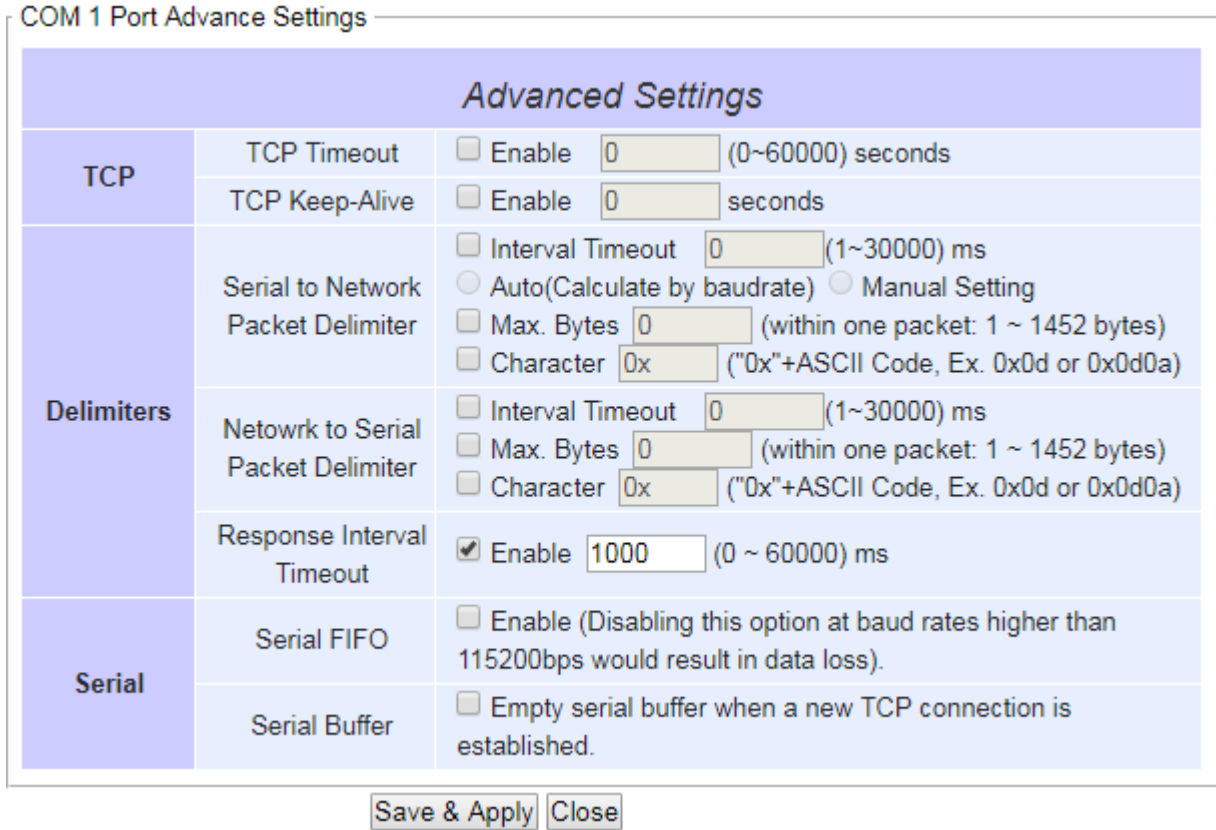 COM 1 Port Advance Settings
Advanced Settings
TCP
TCP Timeout
Enable 0 (0~60000) seconds
TCP Keep-Alive
Enable 0 seconds
Delimiters
Serial to Network
Packet Delimiter
Interval Timeout 0 (1~30000) ms
Auto(Calculate by baudrate) Manual Setting
Max. Bytes 0 (within one packet: 1 ~ 1452 bytes)
Character 0x ("0x"+ASCII Code, Ex. 0x0d or 0x0d0a)
Netowrk to Serial
Packet Delimiter
Interval Timeout 0 (1~30000) ms
Max. Bytes 0 (within one packet: 1 ~ 1452 bytes)
Character 0x ("0x"+ASCII Code, Ex. 0x0d or 0x0d0a)
Response Interval
Timeout
Enable 1000 (0 ~ 60000) ms
Serial
Serial FIFO
Enable (Disabling this option at baud rates higher than
115200bps would result in data loss).
Serial Buffer
Empty serial buffer when a new TCP connection is
established.
Save & Apply Close